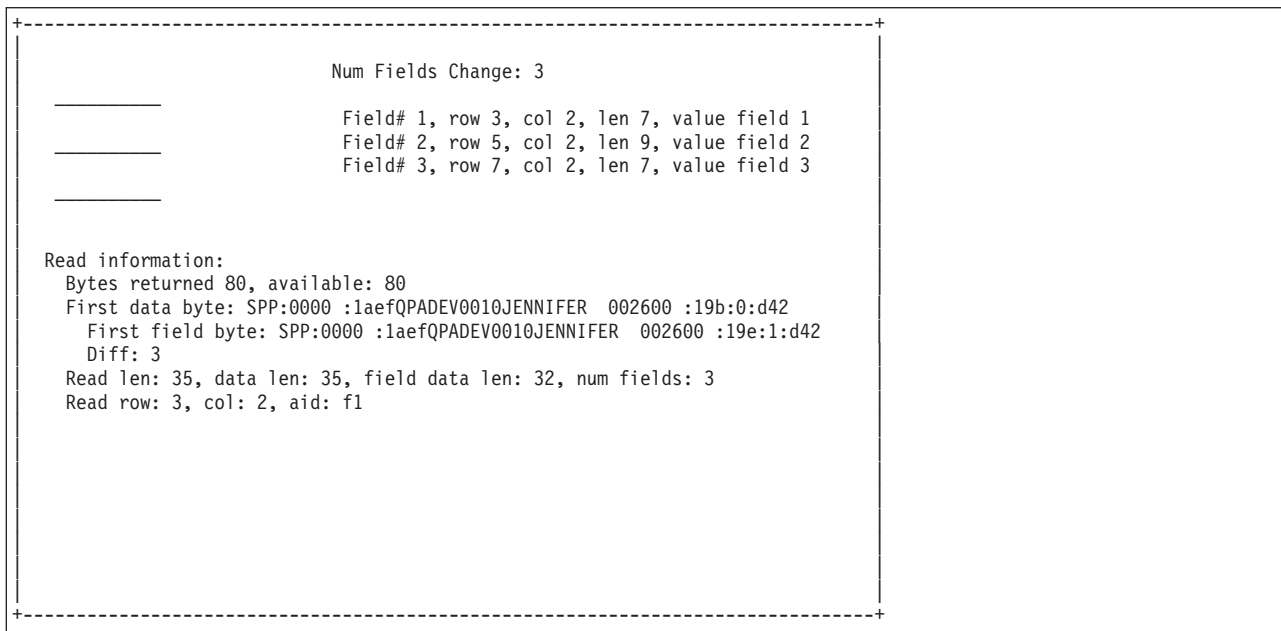 Num Fields Change: 3
__________
Field# 1, row 3, col 2, len 7, value field 1
__________ Field# 2, row 5, col 2, len 9, value field 2
Field# 3, row 7, col 2, len 7, value field 3
__________
Read information:
Bytes returned 80, available: 80
First data byte: SPP:0000 :1aefQPADEV0010JENNIFER  002600 :19b:0:d42
First field byte: SPP:0000 :1aefQPADEV0010JENNIFER  002600 :19e:1:d42
Diff: 3
Read len: 35, data len: 35, field data len: 32, num fields: 3
Read row: 3, col: 2, aid: f1